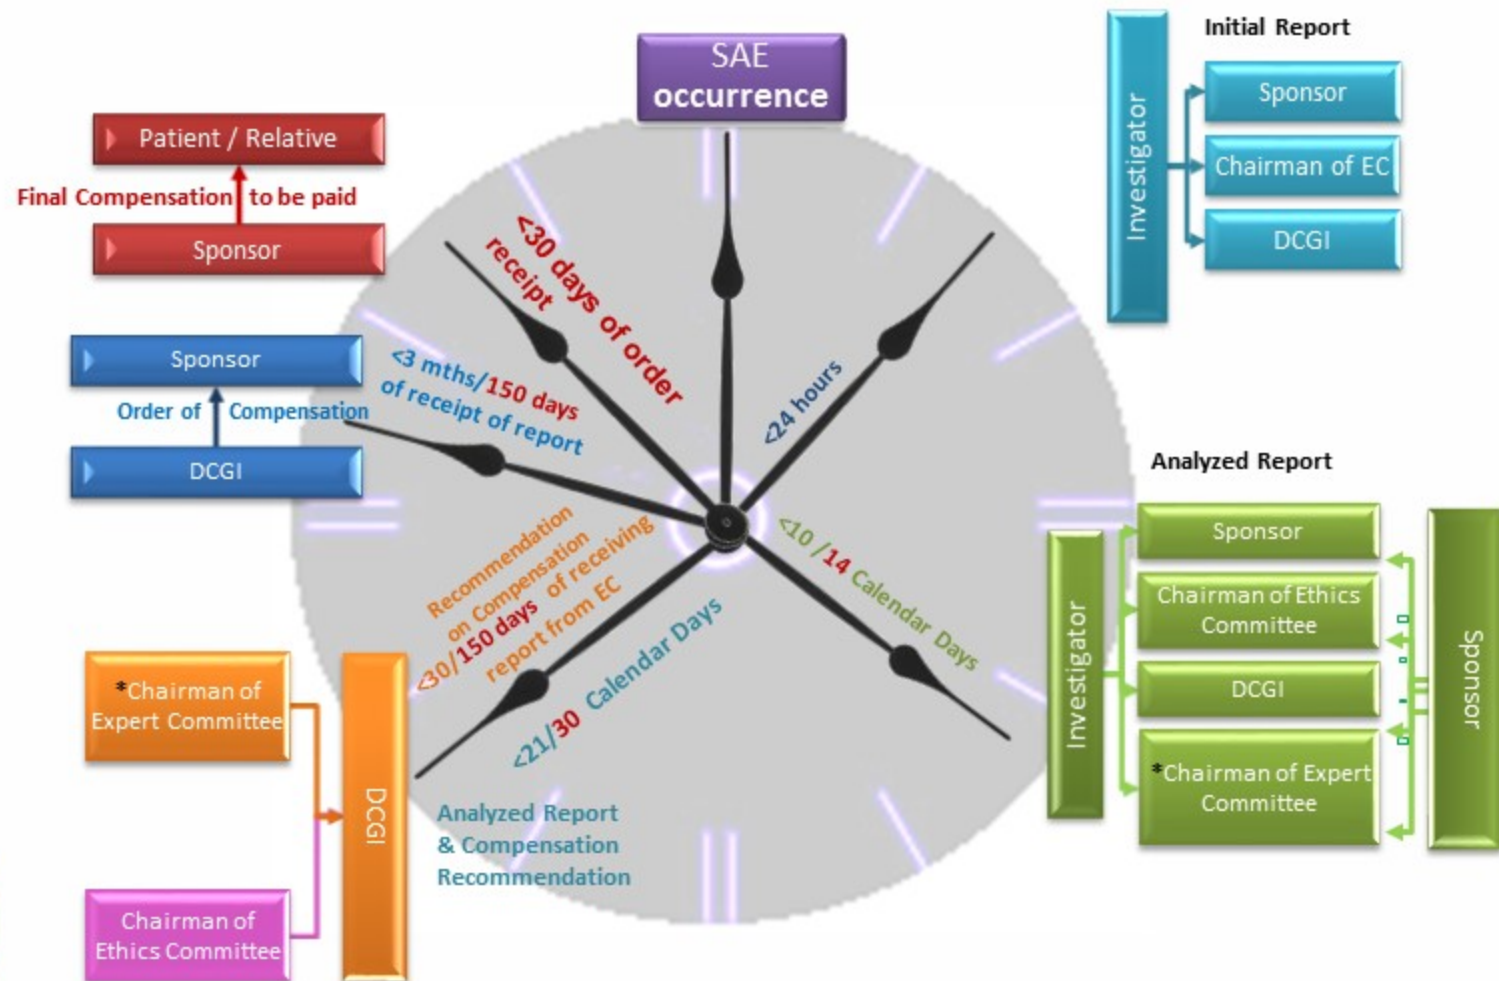 SAE
occurrence
Initial Report
Investigator
Sponsor
Chairman of EC
DCGI
<24 hours
Analyzed Report
Investigator
Sponsor
Chairman of Ethics
Committee
DCGI
*Chairman of Expert
Committee
Sponsor
<10 /14 Calendar Days
<21/30 Calendar Days
Analyzed Report
& Compensation
Recommendation
Recommendation
on Compensation
<30/150 days of receiving
report from EC
*Chairman of
Expert Committee
DCGI
Chairman of
Ethics Committee
<3 mths/150 days
of receipt of report
Sponsor
Order of Compensation
DCGI
<30 days of order
receipt
Patient / Relative
Final Compensation to be paid
Sponsor